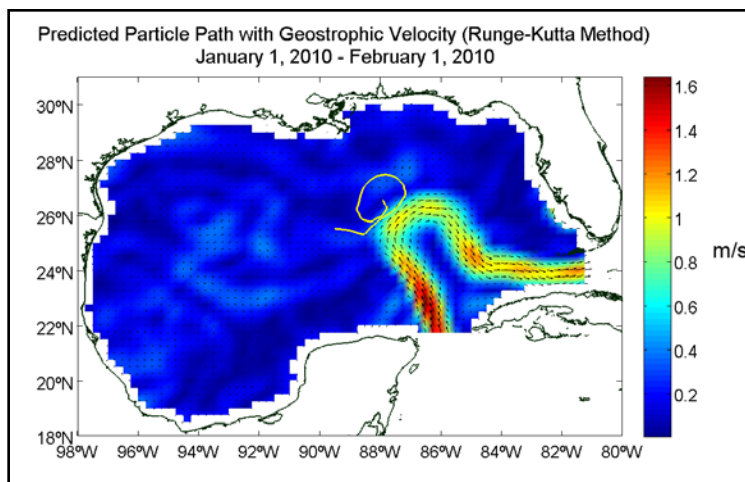 Predicted Particle Path with Geostrophic Velocity (Runge-Kutta Method)
January 1, 2010 - February 1, 2010
30ºN
28ºN
26ºN
24ºN
22ºN
20ºN
18ºN
98ºW 96ºW 94ºW 92ºW 90ºW 88ºW 86ºW 84ºW 82ºW 80ºW
1.6
1.4
1.2
1
0.8
0.6
0.4
0.2
m/s